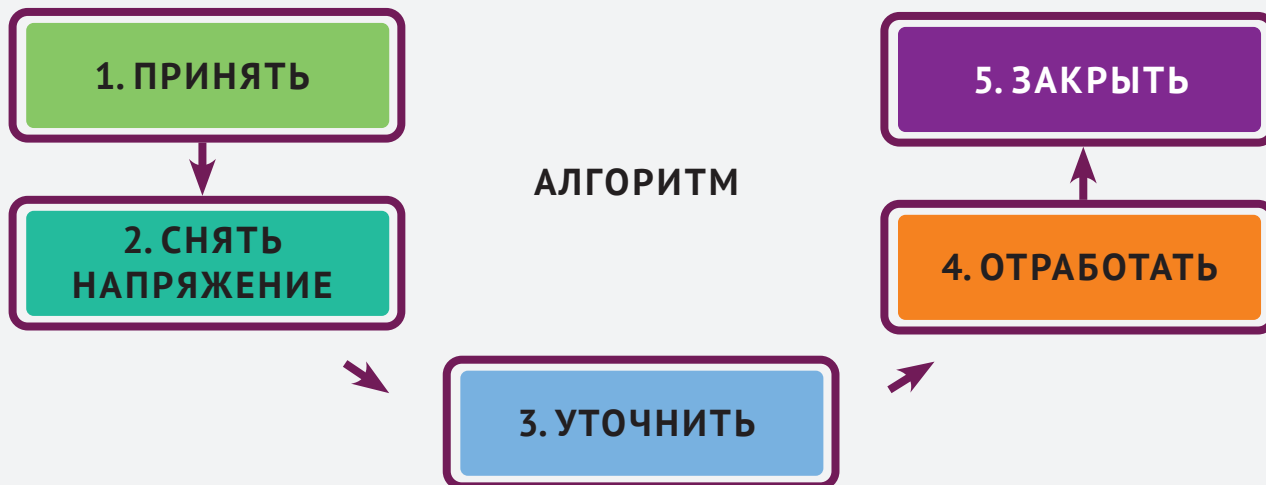 1. ПРИНЯТЬ
2. СНЯТЬ
НАПРЯЖЕНИЕ
АЛГОРИТМ
3. УТОЧНИТЬ
4. ОТРАБОТАТЬ
5. ЗАКРЫТЬ